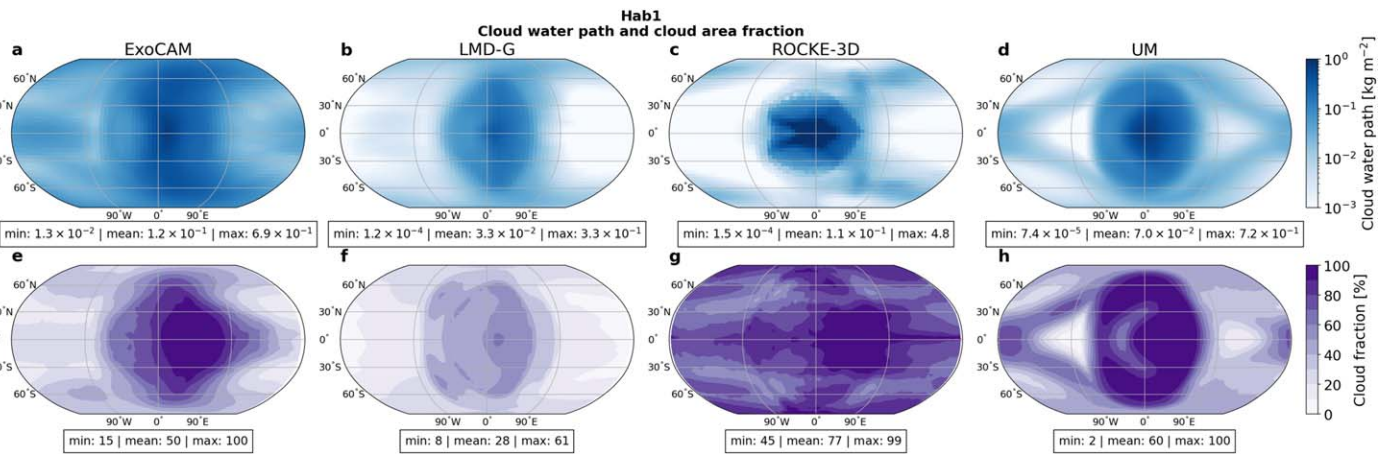 Hab1
Cloud water path and cloud area fraction
a ExoCAM b LMD-G c ROCKE-3D d UM
60°N 60°N 60°N 60°N
30°N 30°N 30°N 30°N
0° 0° 0° 0°
30°S 30°S 30°S 30°S
60°S 60°S 60°S 60°S
90°W 0° 90°E 90°W 0° 90°E 90°W 0° 90°E 90°W 0° 90°E
10⁰
10⁻¹
10⁻²
10⁻³
Cloud water path [kg m⁻²]
min: 1.3 × 10⁻² | mean: 1.2 × 10⁻¹ | max: 6.9 × 10⁻¹
min: 1.2 × 10⁻⁴ | mean: 3.3 × 10⁻² | max: 3.3 × 10⁻¹
min: 1.5 × 10⁻⁴ | mean: 1.1 × 10⁻¹ | max: 4.8
min: 7.4 × 10⁻⁵ | mean: 7.0 × 10⁻² | max: 7.2 × 10⁻¹
e f g h
60°N 60°N 60°N 60°N
30°N 30°N 30°N 30°N
0° 0° 0° 0°
30°S 30°S 30°S 30°S
60°S 60°S 60°S 60°S
90°W 0° 90°E 90°W 0° 90°E 90°W 0° 90°E 90°W 0° 90°E
100
80
60
40
20
0
Cloud fraction [%]
min: 15 | mean: 50 | max: 100
min: 8 | mean: 28 | max: 61
min: 45 | mean: 77 | max: 99
min: 2 | mean: 60 | max: 100